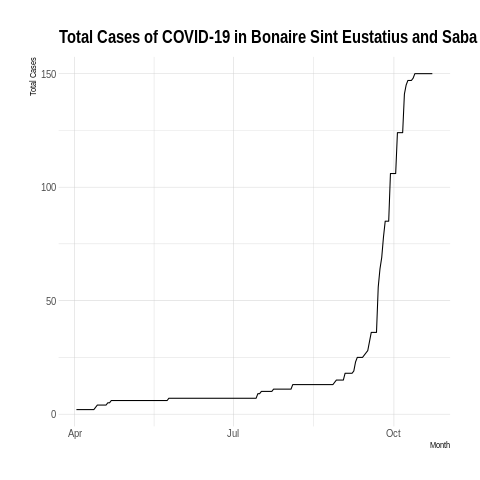 Total Cases of COVID-19 in Bonaire Sint Eustatius and Saba
Total Cases
150
100
50
0
Apr
Jul
Oct
Month